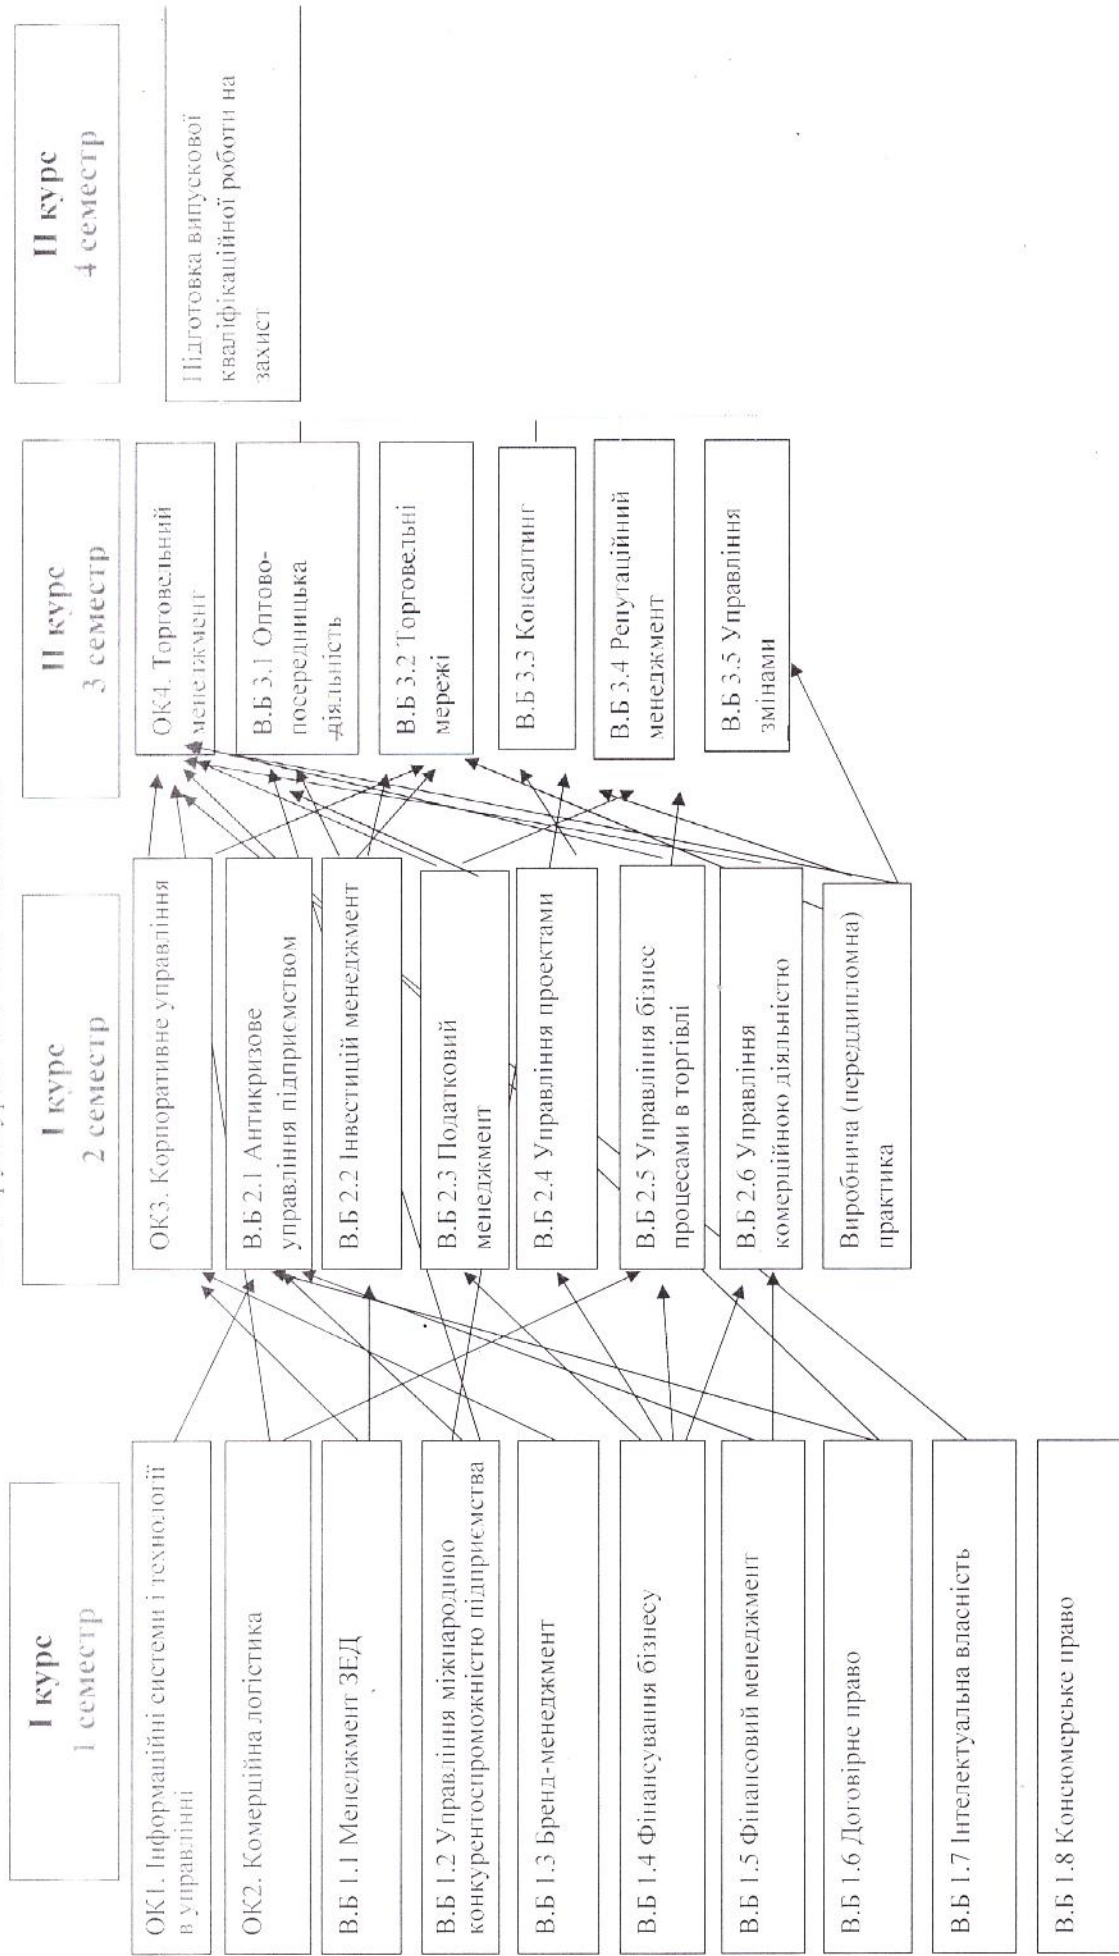 І курс
1 семестр
ОК1. Інформаційні системи і технології
в управлінні
ОК2. Комерційна логістика
В.Б 1.1 Менеджмент ЗЕД
В.Б 1.2 Управління міжнародною
конкурентоспроможністю підприємства
В.Б 1.3 Бренд-менеджмент
В.Б 1.4 Фінансування бізнесу
В.Б 1.5 Фінансовий менеджмент
В.Б 1.6 Договірне право
В.Б 1.7 Інтелектуальна власність
В.Б 1.8 Консюмерське право
І курс
2 семестр
ОК3. Корпоративне управління
В.Б 2.1 Антикризове
управління підприємством
В.Б 2.2 Інвестицій менеджмент
В.Б 2.3 Податковий
менеджмент
В.Б 2.4 Управління проектами
В.Б 2.5 Управління бізнес
процесами в торгівлі
В.Б 2.6 Управління
комерційною діяльністю
Виробнича (переддипломна)
практика
ІІ курс
3 семестр
ОК4. Торговельний
менеджмент
В.Б 3.1 Оптово-
посередницька
діяльність
В.Б 3.2 Торговельні
мережі
В.Б 3.3 Консалтинг
В.Б 3.4 Репутаційний
менеджмент
В.Б 3.5 Управління
змінами
ІІ курс
4 семестр
Підготовка випускової
кваліфікаційної роботи на
захист